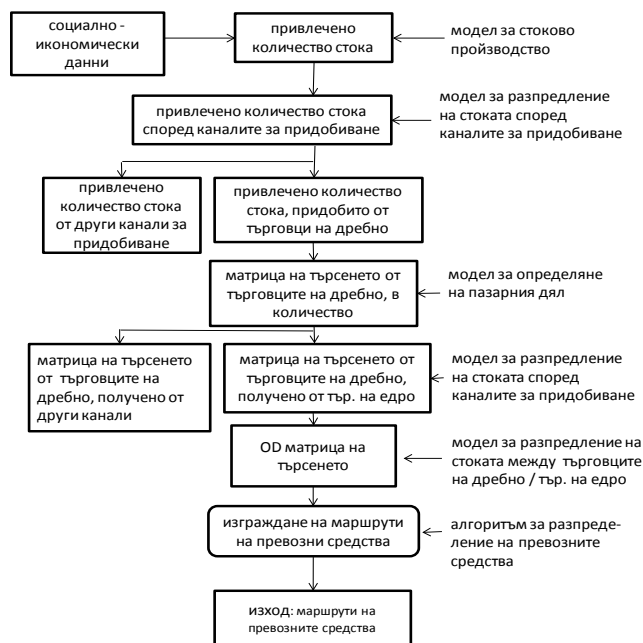 социално -
икономически
данни
привлечено
количество стока
модел за стоково
производство
привлечено количество стока
според каналите за придобиване
модел за разпредление
на стоката според
каналите за придобиване
привлечено
количество стока
от други канали за
придобиване
привлечено количество
стока, придобито от
търговци на дребно
матрица на търсенето от
търговците на дребно, в
количество
модел за определяне
на пазарния дял
матрица на търсенето
от търговците на
дребно, получено от
други канали
матрица на търсенето от
търговците на дребно,
получено от тър. на едро
модел за разпредление
на стоката според
каналите за придобиване
OD матрица на
търсенето
модел за разпредление на
стоката между търговците
на дребно / тър. на едро
изграждане на маршрути
на превозни средства
алгоритъм за разпреде-
ление на превозните
средства
изход: маршрути на
превозните средства